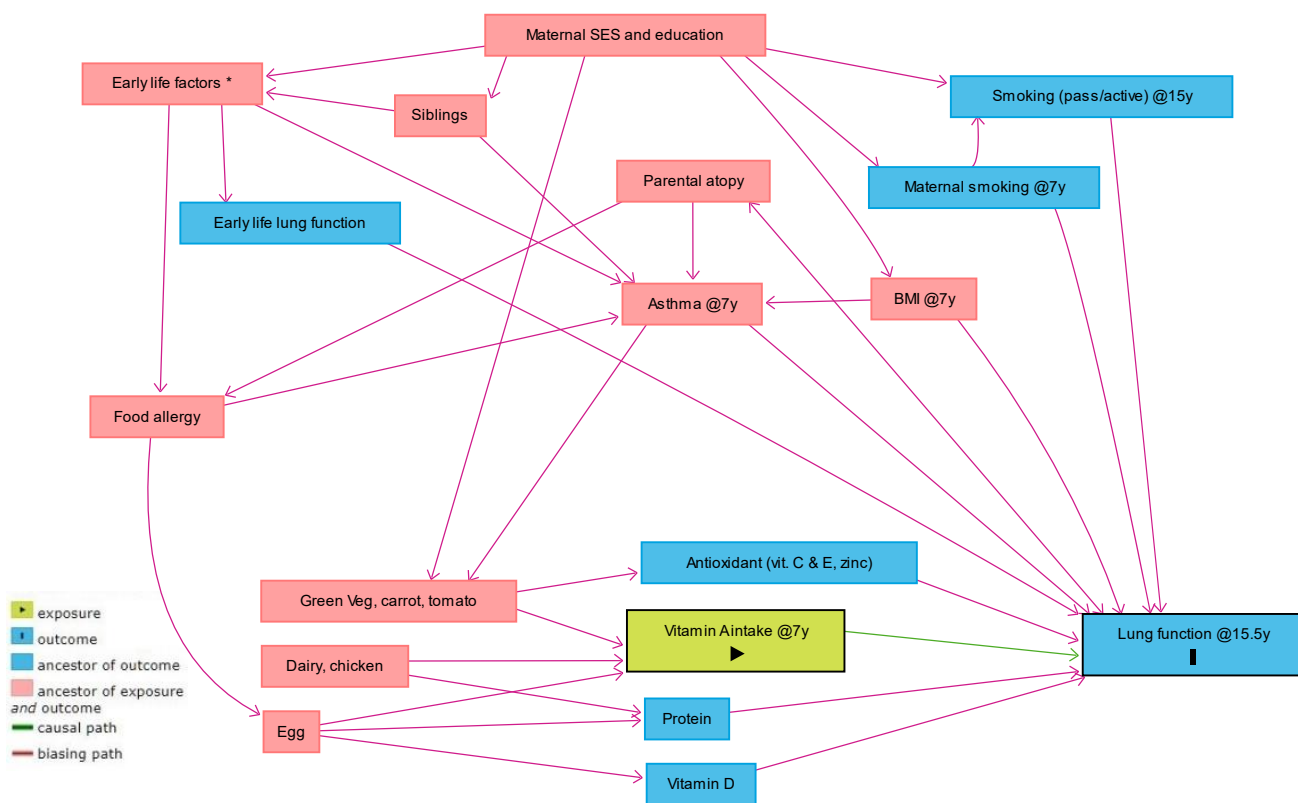 Maternal SES and education
Early life factors *
Smoking (pass/active) @15y
Siblings
Parental atopy
Maternal smoking @7y
Early life lung function
Asthma @7y
BMI @7y
Food allergy
Antioxidant (vit. C & E, zinc)
Green Veg, carrot, tomato
Vitamin Aintake @7y
Lung function @15.5y
Dairy, chicken
Egg
Protein
Vitamin D
exposure
outcome
ancestor of outcome
ancestor of exposure
and outcome
causal path
biasing path